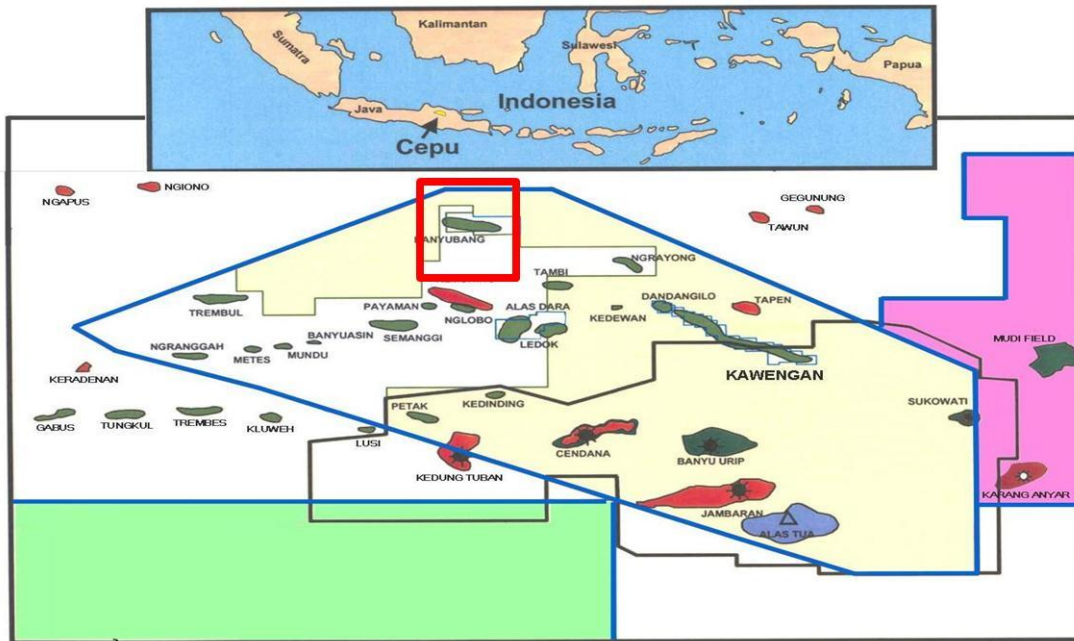 Kalimantan
Sumatra
Sulawesi
Papua
Java
Indonesia
Cepu
NGAPUS
NGIONO
GEGUNUNG
TAWUN
BANYUBANG
NGRAYONG
TAMBI
TREMBUL
PAYAMAN
NGLOBO
ALAS DARA
KEDEWAN
DANDANGILO
TAPEN
BANYUASIN
SEMANGGI
LEDOK
NGRANGGAH
METES
MUNDU
MUDI FIELD
KERADENAN
KAWENGAN
SUKOWATI
PETAK
KEDINDING
GABUS
TUNGKUL
TREMBES
KLUWEH
LUSI
CENDANA
BANYU URIP
KEDUNG TUBAN
KARANG ANYAR
JAMBARAN
ALAS TUA